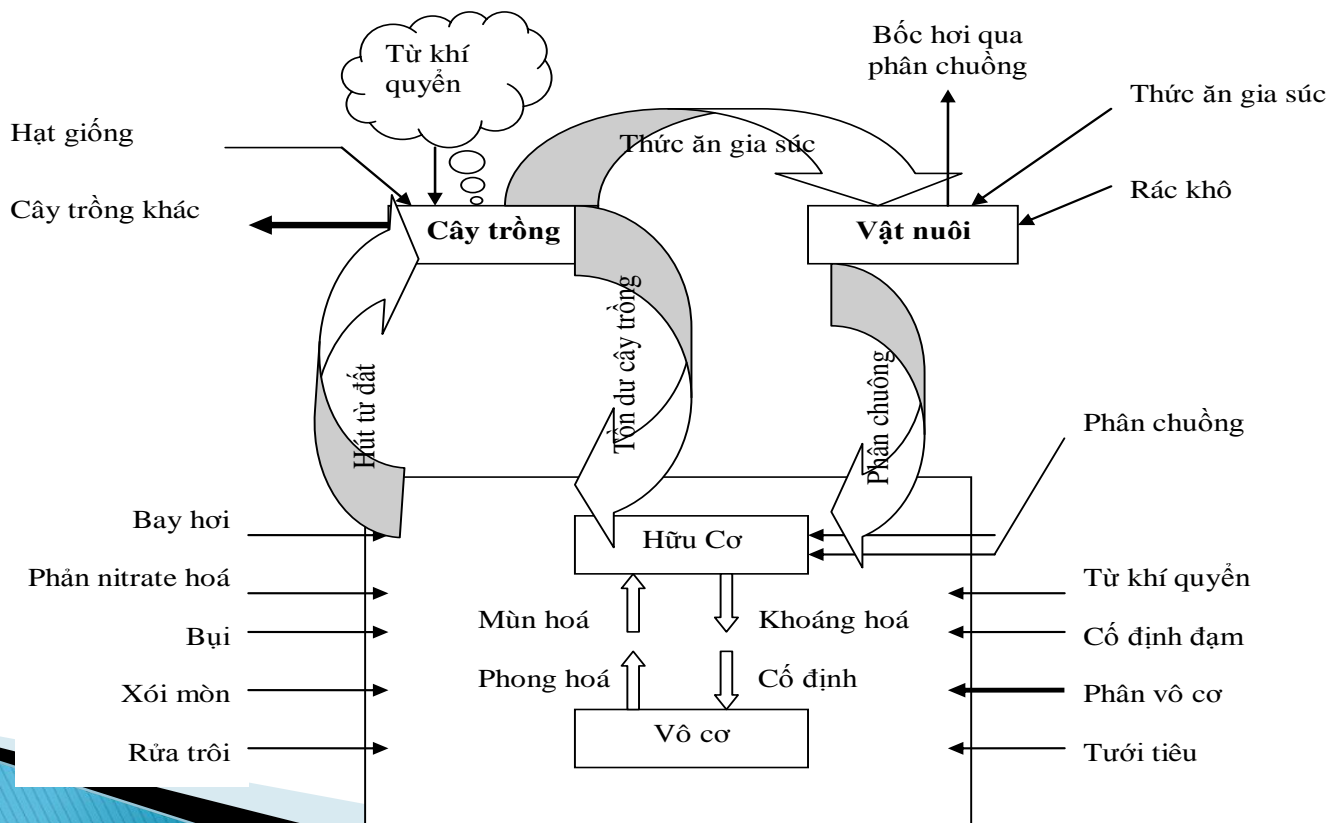 Từ khí
quyển
Bốc hơi qua
phân chuồng
Thức ăn gia súc
Hạt giống
Thức ăn gia súc
Rác khô
Cây trồng khác
Cây trồng
Vật nuôi
Hút từ đất
Tồn dư cây trồng
Phân chuông
Phân chuồng
Bay hơi
Hữu Cơ
Phản nitrate hoá
Từ khí quyển
Mùn hoá
Khoáng hoá
Bụi
Cố định đạm
Phong hoá
Cố định
Xói mòn
Phân vô cơ
Vô cơ
Rửa trôi
Tưới tiêu